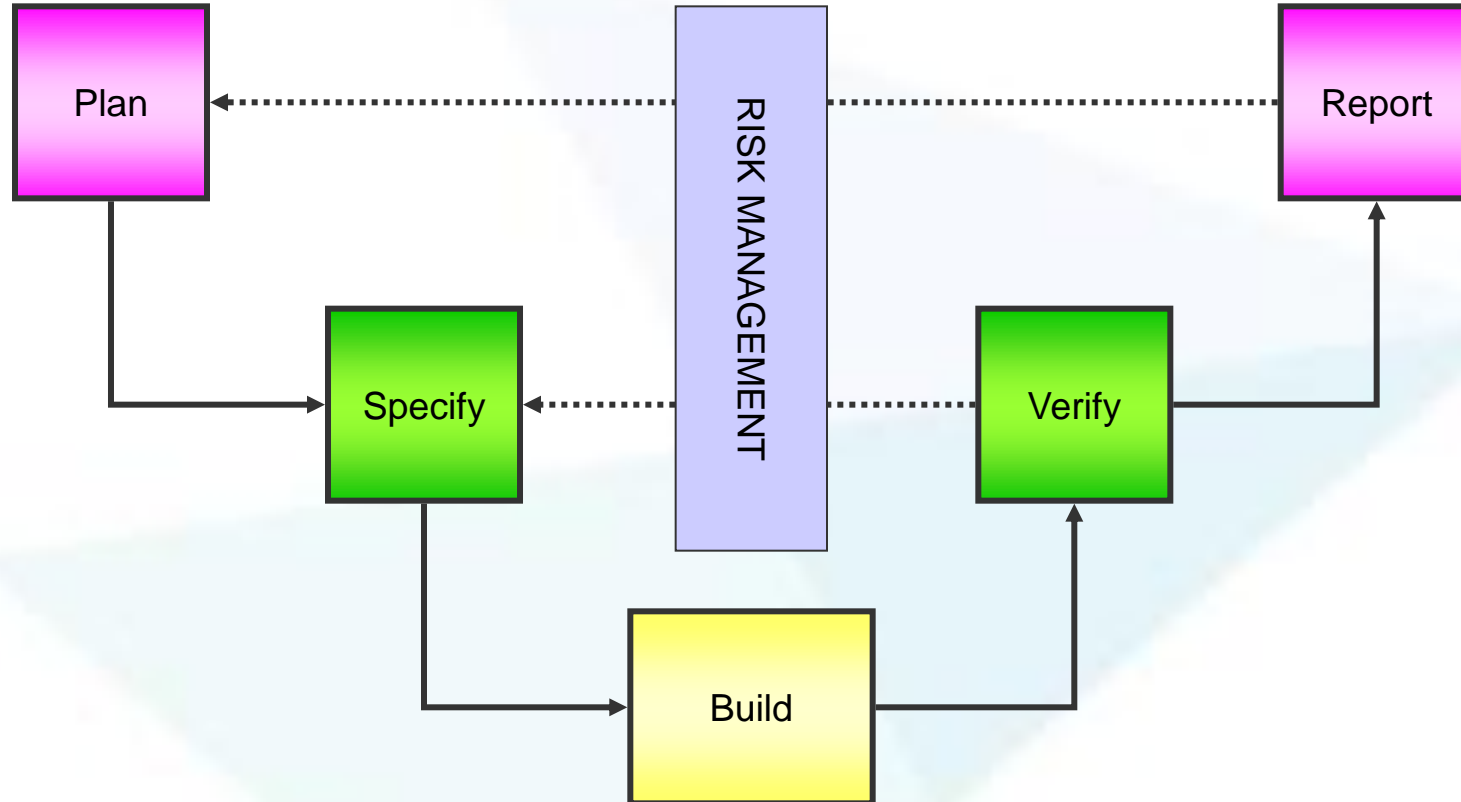 Plan
RISK MANAGEMENT
Report
Specify
Verify
Build